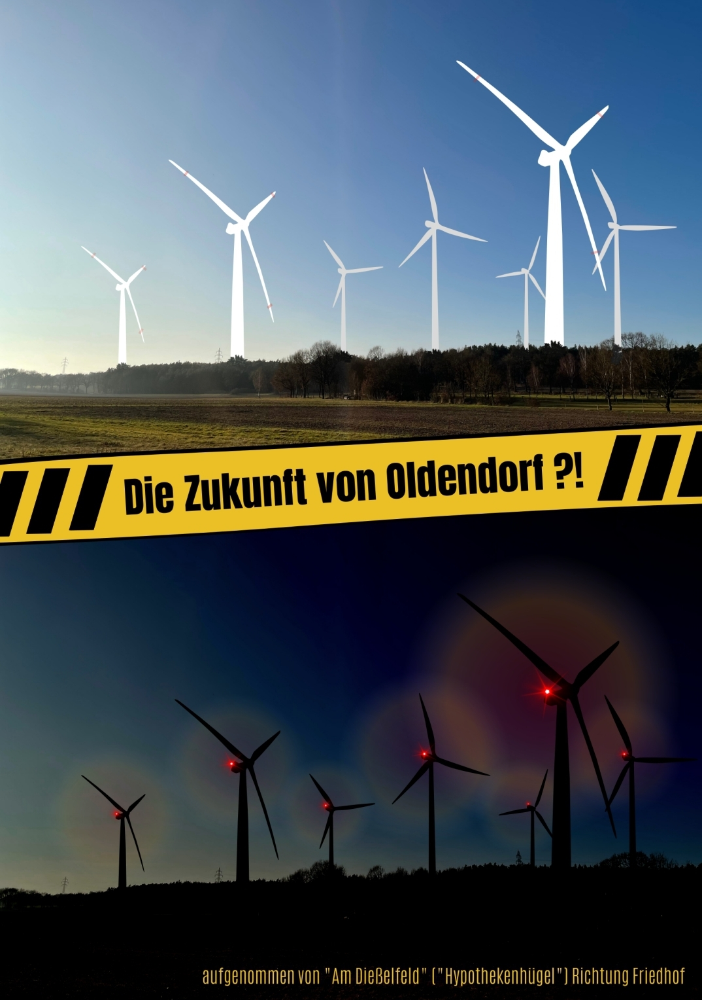 Die Zukunft von Oldendorf ?!
aufgenommen von "Am Dießelfeld" ("Hypothekenhügel") Richtung Friedhof